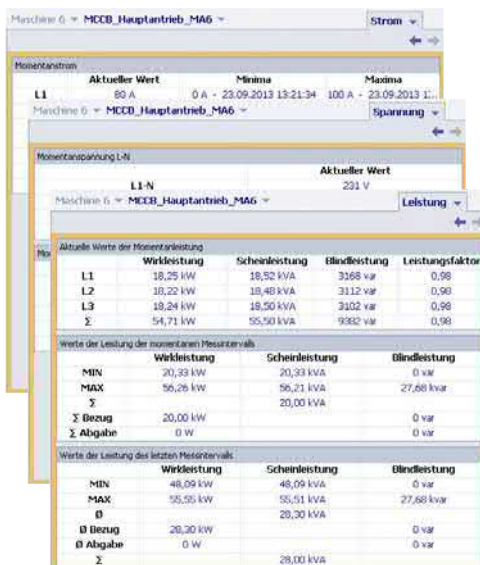 Maschine 6 MCCB_Hauptantrieb_MA6 Strom
Momentanstrom
Aktueller Wert Minima Maxima
L1 80 A 0 A - 23.09.2013 13:21:34 100 A - 23.09.2013 1...
Maschine 6 MCCB_Hauptantrieb_MA6 Spannung
Momentanspannung L-N
Aktueller Wert
L1-N 231 V
Maschine 6 MCCB_Hauptantrieb_MA6 Leistung
Mo
Aktuelle Werte der Momentanleistung
Wirkleistung Scheinleistung Blindleistung Leistungsfaktor
L1 18,25 kW 18,52 kVA 3168 var 0,98
L2 18,22 kW 18,48 kVA 3112 var 0,98
L3 18,24 kW 18,50 kVA 3102 var 0,98
Σ 54,71 kW 55,50 kVA 9382 var 0,98
Werte der Leistung der momentanen Messintervalls
Wirkleistung Scheinleistung Blindleistung
MIN 20,33 kW 20,33 kVA 0 var
MAX 56,26 kW 56,21 kVA 27,68 kvar
Σ 20,00 kVA
Σ Bezug 20,00 kW 0 var
Σ Abgabe 0 W 0 var
Werte der Leistung des letzten Messintervalls
Wirkleistung Scheinleistung Blindleistung
MIN 48,09 kW 48,09 kVA 0 var
MAX 55,55 kW 55,51 kVA 27,68 kvar
Ø 28,30 kVA
Ø Bezug 28,30 kW 0 var
Ø Abgabe 0 W 0 var
Σ 28,00 kVA